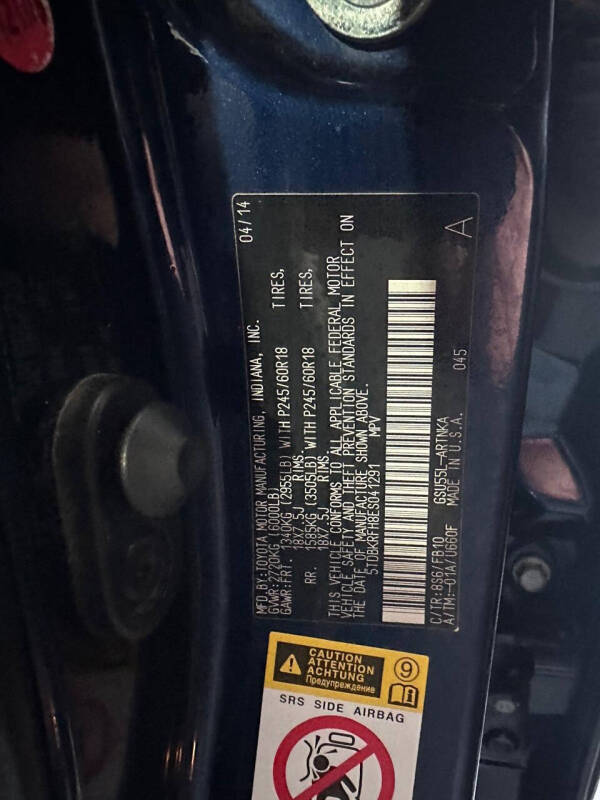 MFD.BY:TOYOTA MOTOR MANUFACTURING, INDIANA, INC. 04/14
GVWR:2720KG (6000LB)
GAWR:FRT. 1340KG (2955LB) WITH P245/60R18 TIRES,
18X7.5J RIMS.
RR. 1585KG (3505LB) WITH P245/60R18 TIRES,
18X7.5J RIMS.
THIS VEHICLE CONFORMS TO ALL APPLICABLE FEDERAL MOTOR
VEHICLE SAFETY AND THEFT PREVENTION STANDARDS IN EFFECT ON
THE DATE OF MANUFACTURE SHOWN ABOVE.
5TDBKRFH8ES041291 MPV
C/TR:8S6/FB10 GSU55L-ARTNKA
A/TM:-01A/U660F MADE IN U.S.A. 045
A
CAUTION
ATTENTION
ACHTUNG
Предупреждение
9
SRS SIDE AIRBAG